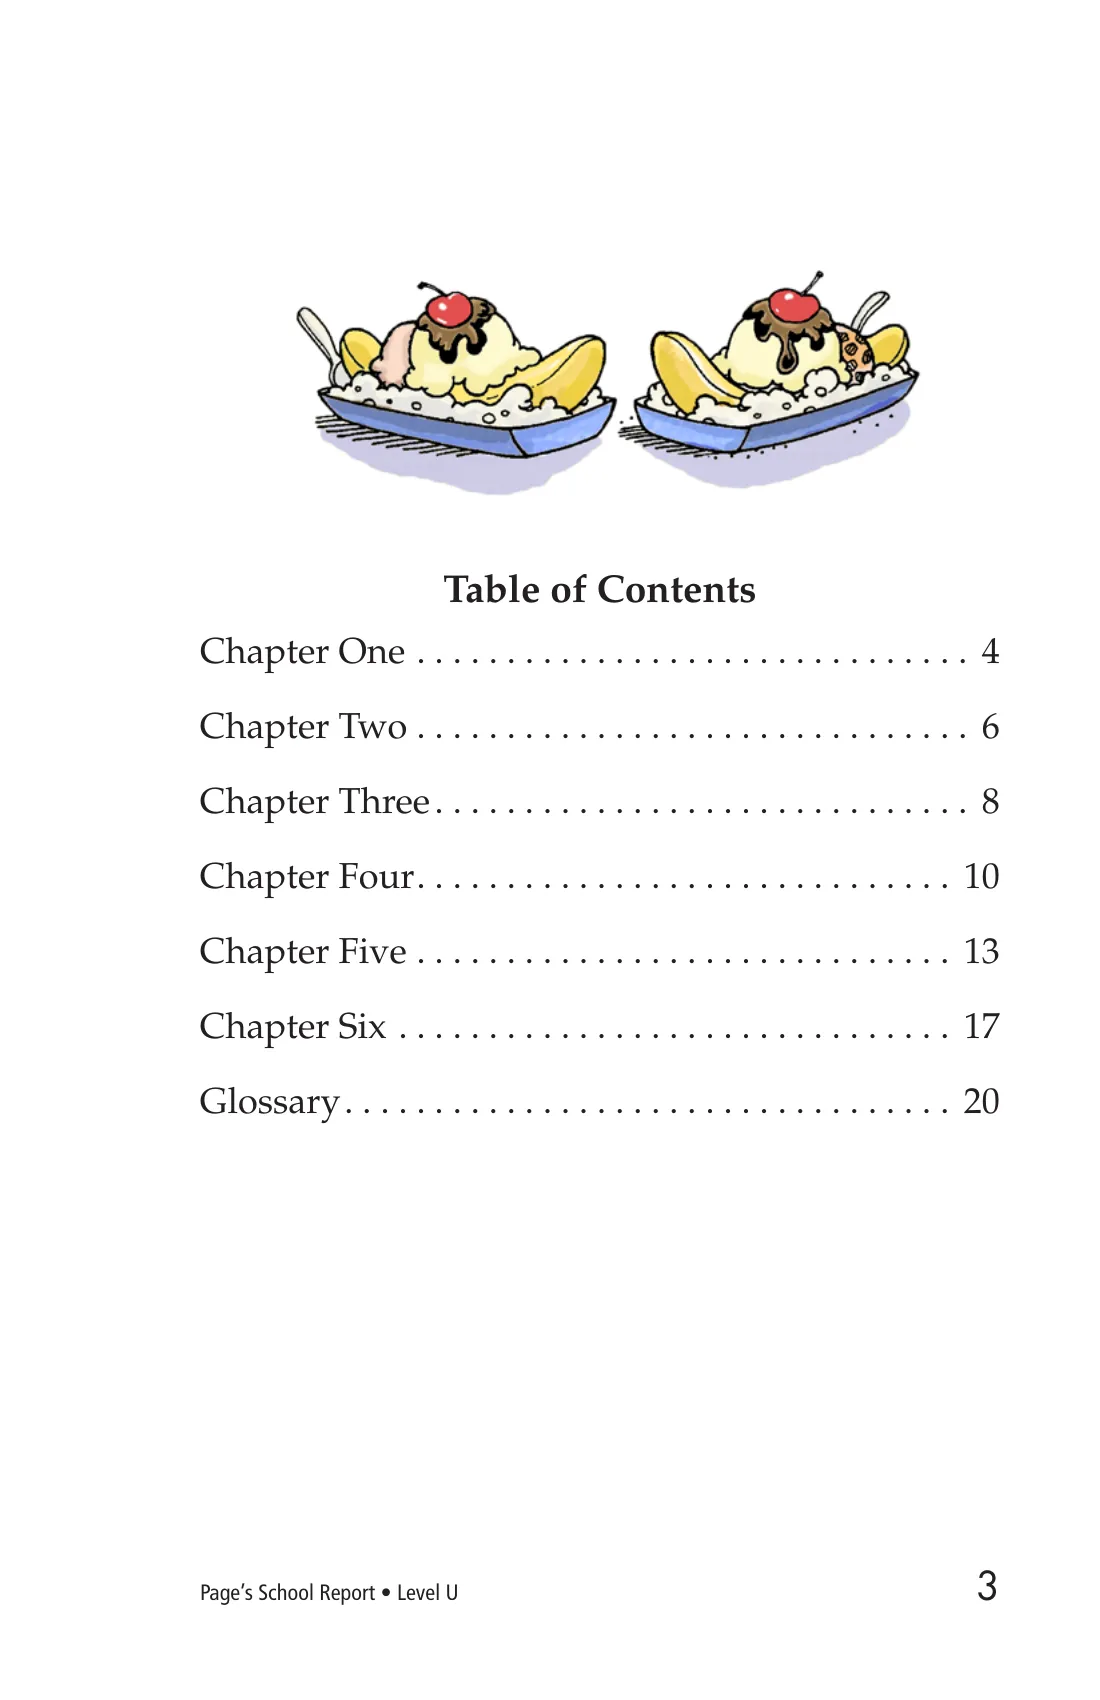 Table of Contents
Chapter One . . . . . . . . . . . . . . . . . . . . . . . . . . . . . . . 4
Chapter Two . . . . . . . . . . . . . . . . . . . . . . . . . . . . . . . 6
Chapter Three. . . . . . . . . . . . . . . . . . . . . . . . . . . . . . 8
Chapter Four. . . . . . . . . . . . . . . . . . . . . . . . . . . . . . 10
Chapter Five . . . . . . . . . . . . . . . . . . . . . . . . . . . . . . 13
Chapter Six . . . . . . . . . . . . . . . . . . . . . . . . . . . . . . . 17
Glossary. . . . . . . . . . . . . . . . . . . . . . . . . . . . . . . . . . 20
Page’s School Report • Level U 3